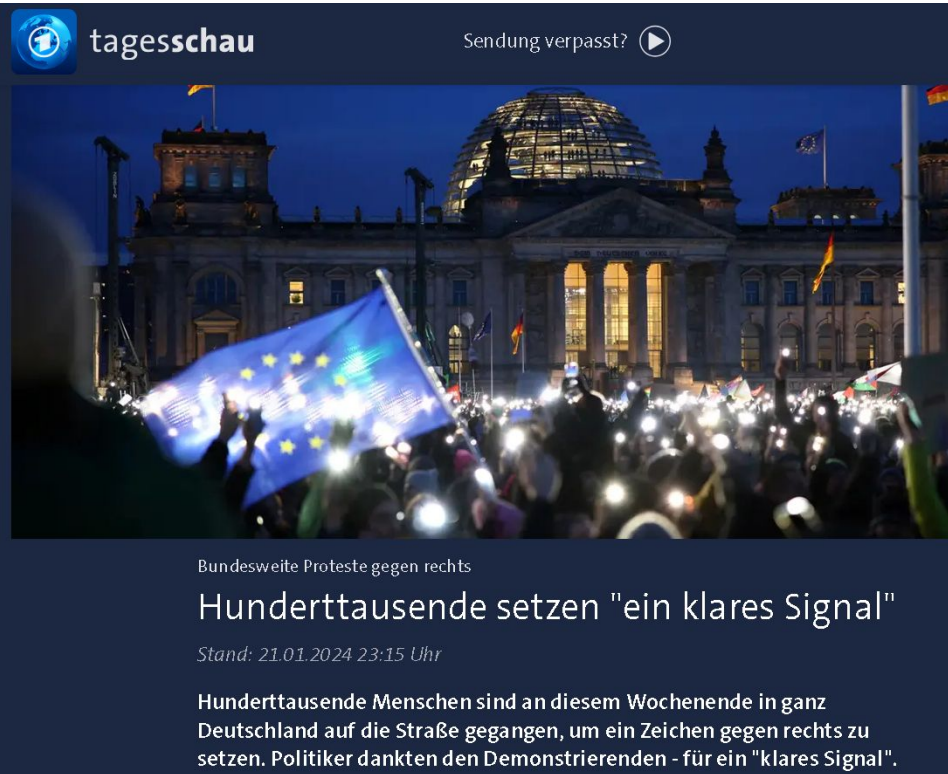 tagesschau
Sendung verpasst?
Bundesweite Proteste gegen rechts
Hunderttausende setzen "ein klares Signal"
Stand: 21.01.2024 23:15 Uhr
Hunderttausende Menschen sind an diesem Wochenende in ganz
Deutschland auf die Straße gegangen, um ein Zeichen gegen rechts zu
setzen. Politiker dankten den Demonstrierenden - für ein "klares Signal".